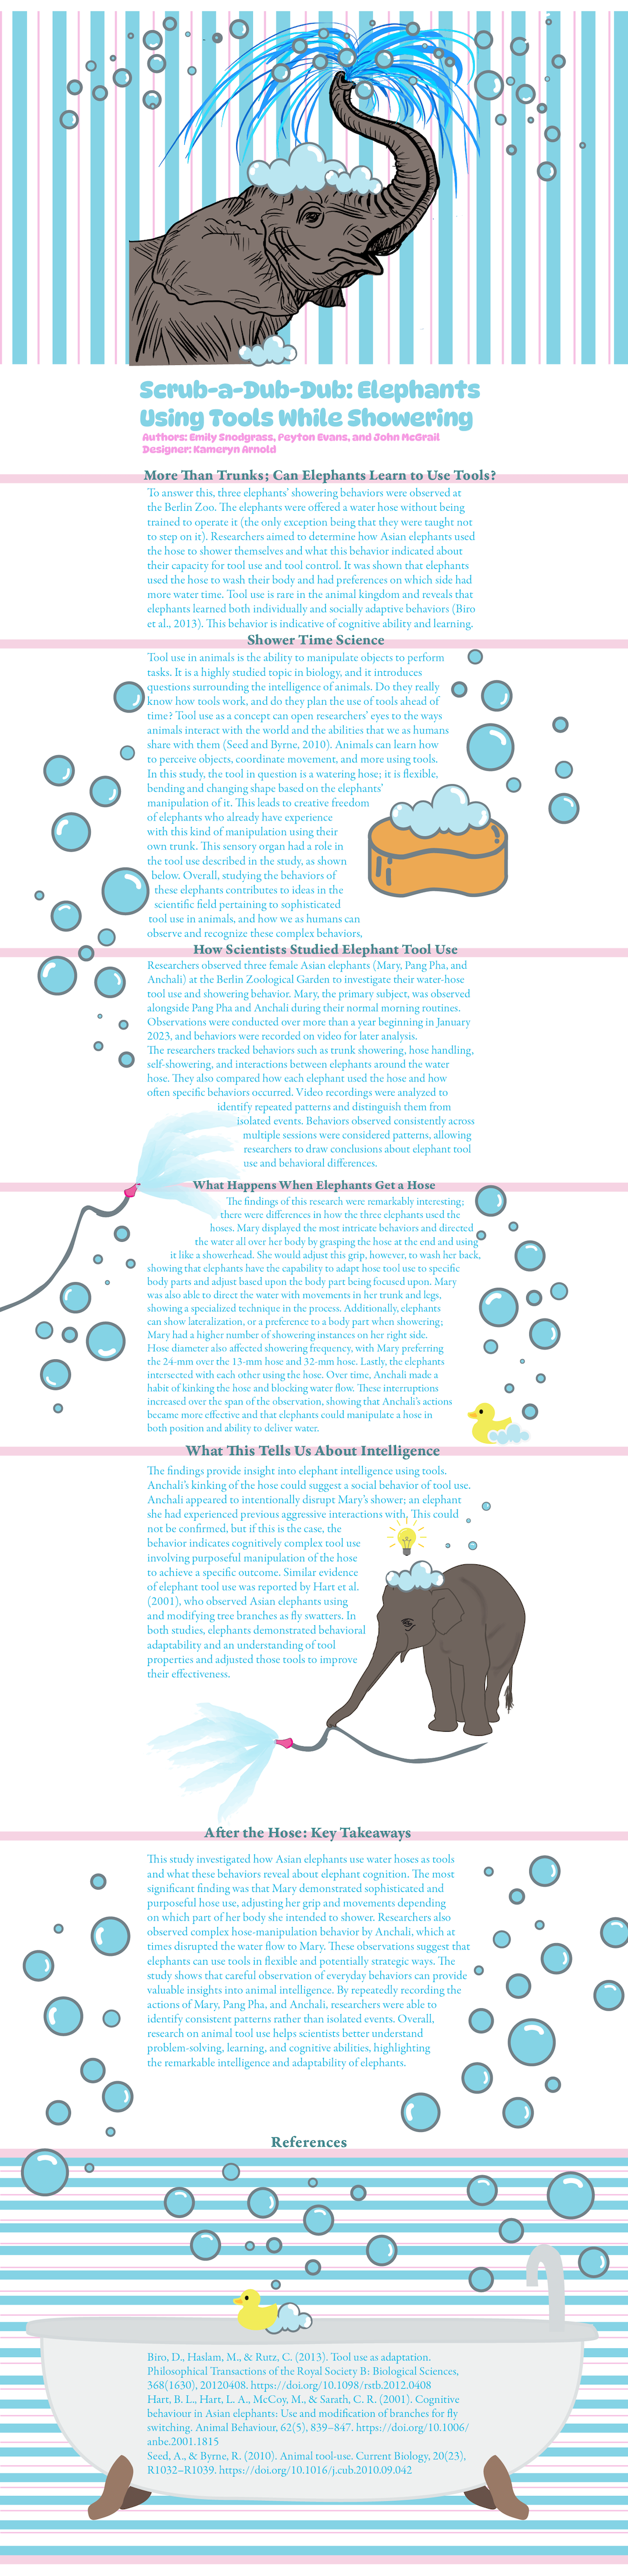 Scrub-a-Dub-Dub: Elephants
Using Tools While Showering
Authors: Emily Snodgrass, Peyton Evans, and John McGrail
Designer: Kameryn Arnold
More Than Trunks; Can Elephants Learn to Use Tools?
To answer this, three elephants' showering behaviors were observed at
the Berlin Zoo. The elephants were offered a water hose without being
trained to operate it (the only exception being that they were taught not
to step on it). Researchers aimed to determine how Asian elephants used
the hose to shower themselves and what this behavior indicated about
their capacity for tool use and tool control. It was shown that elephants
used the hose to wash their body and had preferences on which side had
more water time. Tool use is rare in the animal kingdom and reveals that
elephants learned both individually and socially adaptive behaviors (Biro
et al., 2013). This behavior is indicative of cognitive ability and learning.
Shower Time Science
Tool use in animals is the ability to manipulate objects to perform
tasks. It is a highly studied topic in biology, and it introduces
questions surrounding the intelligence of animals. Do they really
know how tools work, and do they plan the use of tools ahead of
time? Tool use as a concept can open researchers' eyes to the ways
animals interact with the world and the abilities that we as humans
share with them (Seed and Byrne, 2010). Animals can learn how
to perceive objects, coordinate movement, and more using tools.
In this study, the tool in question is a watering hose; it is flexible,
bending and changing shape based on the elephants'
manipulation of it. This leads to creative freedom
of elephants who already have experience
with this kind of manipulation using their
own trunk. This sensory organ had a role in
the tool use described in the study, as shown
below. Overall, studying the behaviors of
these elephants contributes to ideas in the
scientific field pertaining to sophisticated
tool use in animals, and how we as humans can
observe and recognize these complex behaviors,
How Scientists Studied Elephant Tool Use
Researchers observed three female Asian elephants (Mary, Pang Pha, and
Anchali) at the Berlin Zoological Garden to investigate their water-hose
tool use and showering behavior. Mary, the primary subject, was observed
alongside Pang Pha and Anchali during their normal morning routines.
Observations were conducted over more than a year beginning in January
2023, and behaviors were recorded on video for later analysis.
The researchers tracked behaviors such as trunk showering, hose handling,
self-showering, and interactions between elephants around the water
hose. They also compared how each elephant used the hose and how
often specific behaviors occurred. Video recordings were analyzed to
identify repeated patterns and distinguish them from
isolated events. Behaviors observed consistently across
multiple sessions were considered patterns, allowing
researchers to draw conclusions about elephant tool
use and behavioral differences.
What Happens When Elephants Get a Hose
The findings of this research were remarkably interesting;
there were differences in how the three elephants used the
hoses. Mary displayed the most intricate behaviors and directed
the water all over her body by grasping the hose at the end and using
it like a showerhead. She would adjust this grip, however, to wash her back,
showing that elephants have the capability to adapt hose tool use to specific
body parts and adjust based upon the body part being focused upon. Mary
was also able to direct the water with movements in her trunk and legs,
showing a specialized technique in the process. Additionally, elephants
can show lateralization, or a preference to a body part when showering;
Mary had a higher number of showering instances on her right side.
Hose diameter also affected showering frequency, with Mary preferring
the 24-mm over the 13-mm hose and 32-mm hose. Lastly, the elephants
intersected with each other using the hose. Over time, Anchali made a
habit of kinking the hose and blocking water flow. These interruptions
increased over the span of the observation, showing that Anchali's actions
became more effective and that elephants could manipulate a hose in
both position and ability to deliver water.
What This Tells Us About Intelligence
The findings provide insight into elephant intelligence using tools.
Anchali's kinking of the hose could suggest a social behavior of tool use.
Anchali appeared to intentionally disrupt Mary's shower; an elephant
she had experienced previous aggressive interactions with. This could
not be confirmed, but if this is the case, the
behavior indicates cognitively complex tool use
involving purposeful manipulation of the hose
to achieve a specific outcome. Similar evidence
of elephant tool use was reported by Hart et al.
(2001), who observed Asian elephants using
and modifying tree branches as fly swatters. In
both studies, elephants demonstrated behavioral
adaptability and an understanding of tool
properties and adjusted those tools to improve
their effectiveness.
After the Hose: Key Takeaways
This study investigated how Asian elephants use water hoses as tools
and what these behaviors reveal about elephant cognition. The most
significant finding was that Mary demonstrated sophisticated and
purposeful hose use, adjusting her grip and movements depending
on which part of her body she intended to shower. Researchers also
observed complex hose-manipulation behavior by Anchali, which at
times disrupted the water flow to Mary. These observations suggest that
elephants can use tools in flexible and potentially strategic ways. The
study shows that careful observation of everyday behaviors can provide
valuable insights into animal intelligence. By repeatedly recording the
actions of Mary, Pang Pha, and Anchali, researchers were able to
identify consistent patterns rather than isolated events. Overall,
research on animal tool use helps scientists better understand
problem-solving, learning, and cognitive abilities, highlighting
the remarkable intelligence and adaptability of elephants.
References
Biro, D., Haslam, M., & Rutz, C. (2013). Tool use as adaptation.
Philosophical Transactions of the Royal Society B: Biological Sciences,
368(1630), 20120408. https://doi.org/10.1098/rstb.2012.0408
Hart, B. L., Hart, L. A., McCoy, M., & Sarath, C. R. (2001). Cognitive
behaviour in Asian elephants: Use and modification of branches for fly
switching. Animal Behaviour, 62(5), 839–847. https://doi.org/10.1006/
anbe.2001.1815
Seed, A., & Byrne, R. (2010). Animal tool-use. Current Biology, 20(23),
R1032–R1039. https://doi.org/10.1016/j.cub.2010.09.042